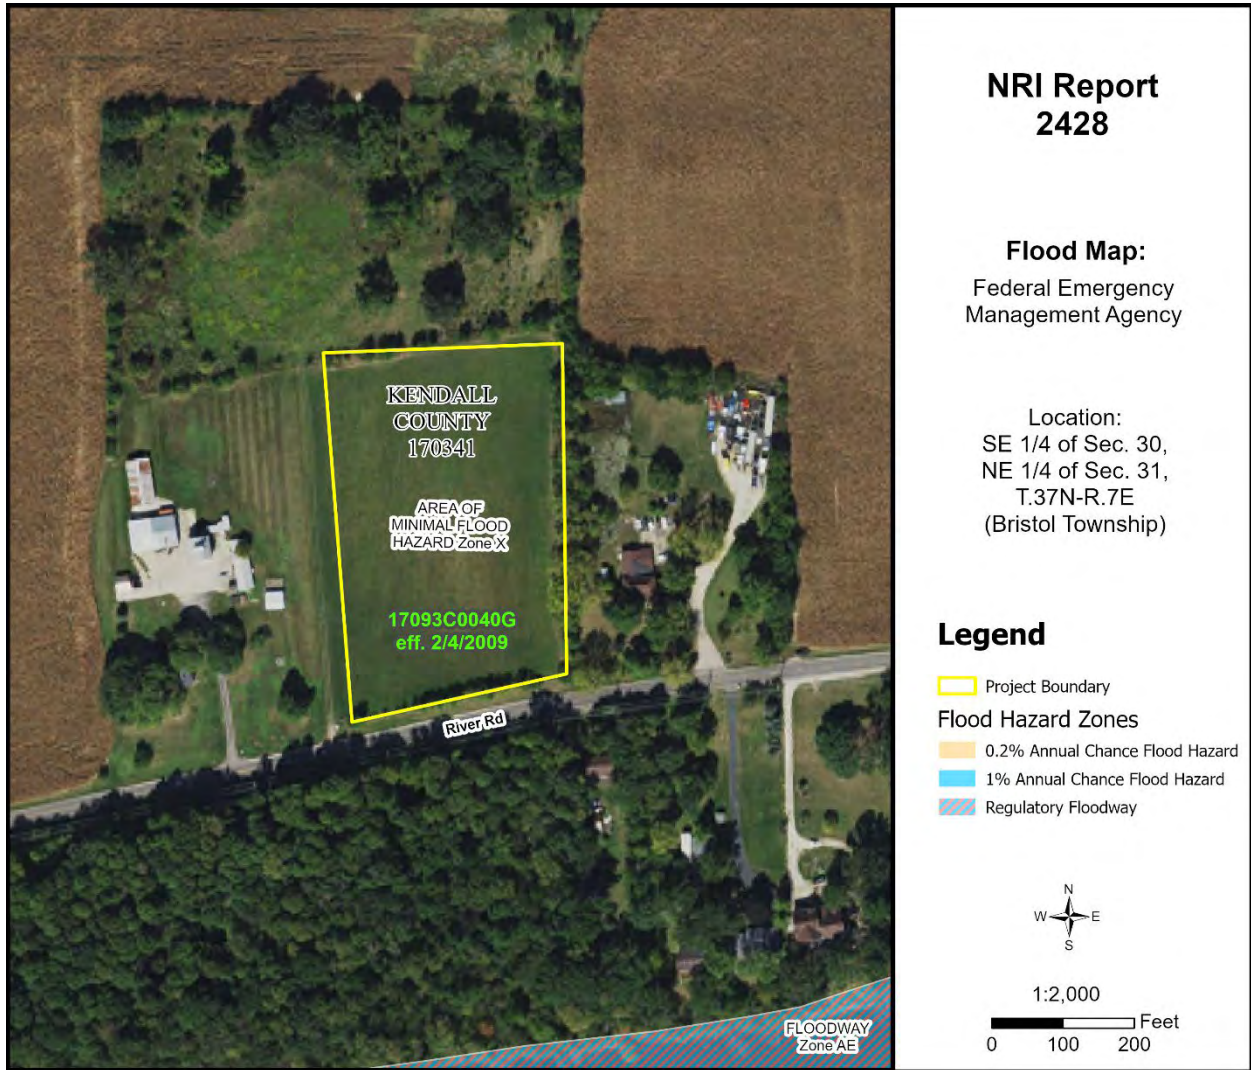 KENDALL
COUNTY
170341
AREA OF
MINIMAL FLOOD
HAZARD Zone X
17093C0040G
eff. 2/4/2009
River Rd
FLOODWAY
Zone AE
NRI Report
2428
Flood Map:
Federal Emergency
Management Agency
Location:
SE 1/4 of Sec. 30,
NE 1/4 of Sec. 31,
T.37N-R.7E
(Bristol Township)
Legend
Project Boundary
Flood Hazard Zones
0.2% Annual Chance Flood Hazard
1% Annual Chance Flood Hazard
Regulatory Floodway
N
W E
S
1:2,000
Feet
0 100 200